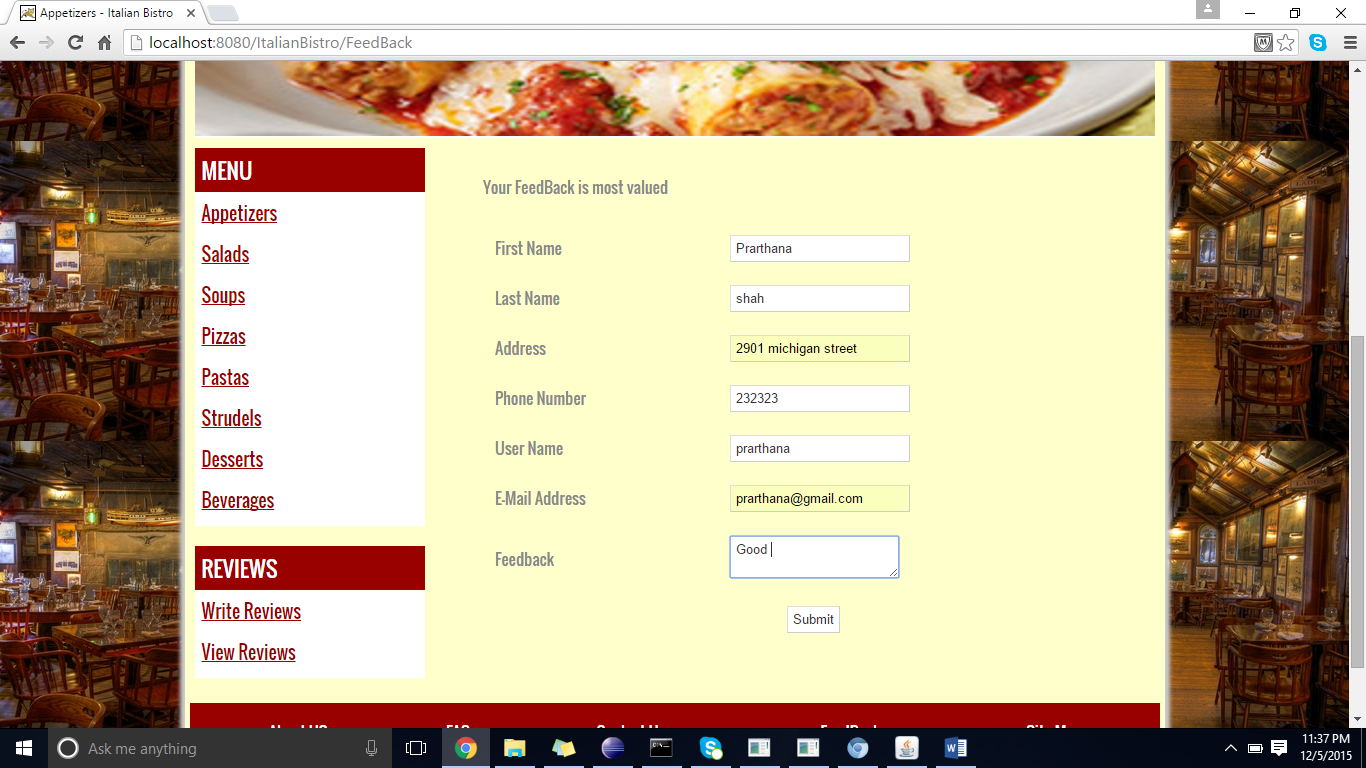 Appetizers - Italian Bistro
localhost:8080/ItalianBistro/FeedBack
MENU
Appetizers
Salads
Soups
Pizzas
Pastas
Strudels
Desserts
Beverages
REVIEWS
Write Reviews
View Reviews
Your FeedBack is most valued
First Name Prarthana
Last Name shah
Address 2901 michigan street
Phone Number 232323
User Name prarthana
E-Mail Address prarthana@gmail.com
Feedback Good
Submit
Ask me anything
11:37 PM
12/5/2015